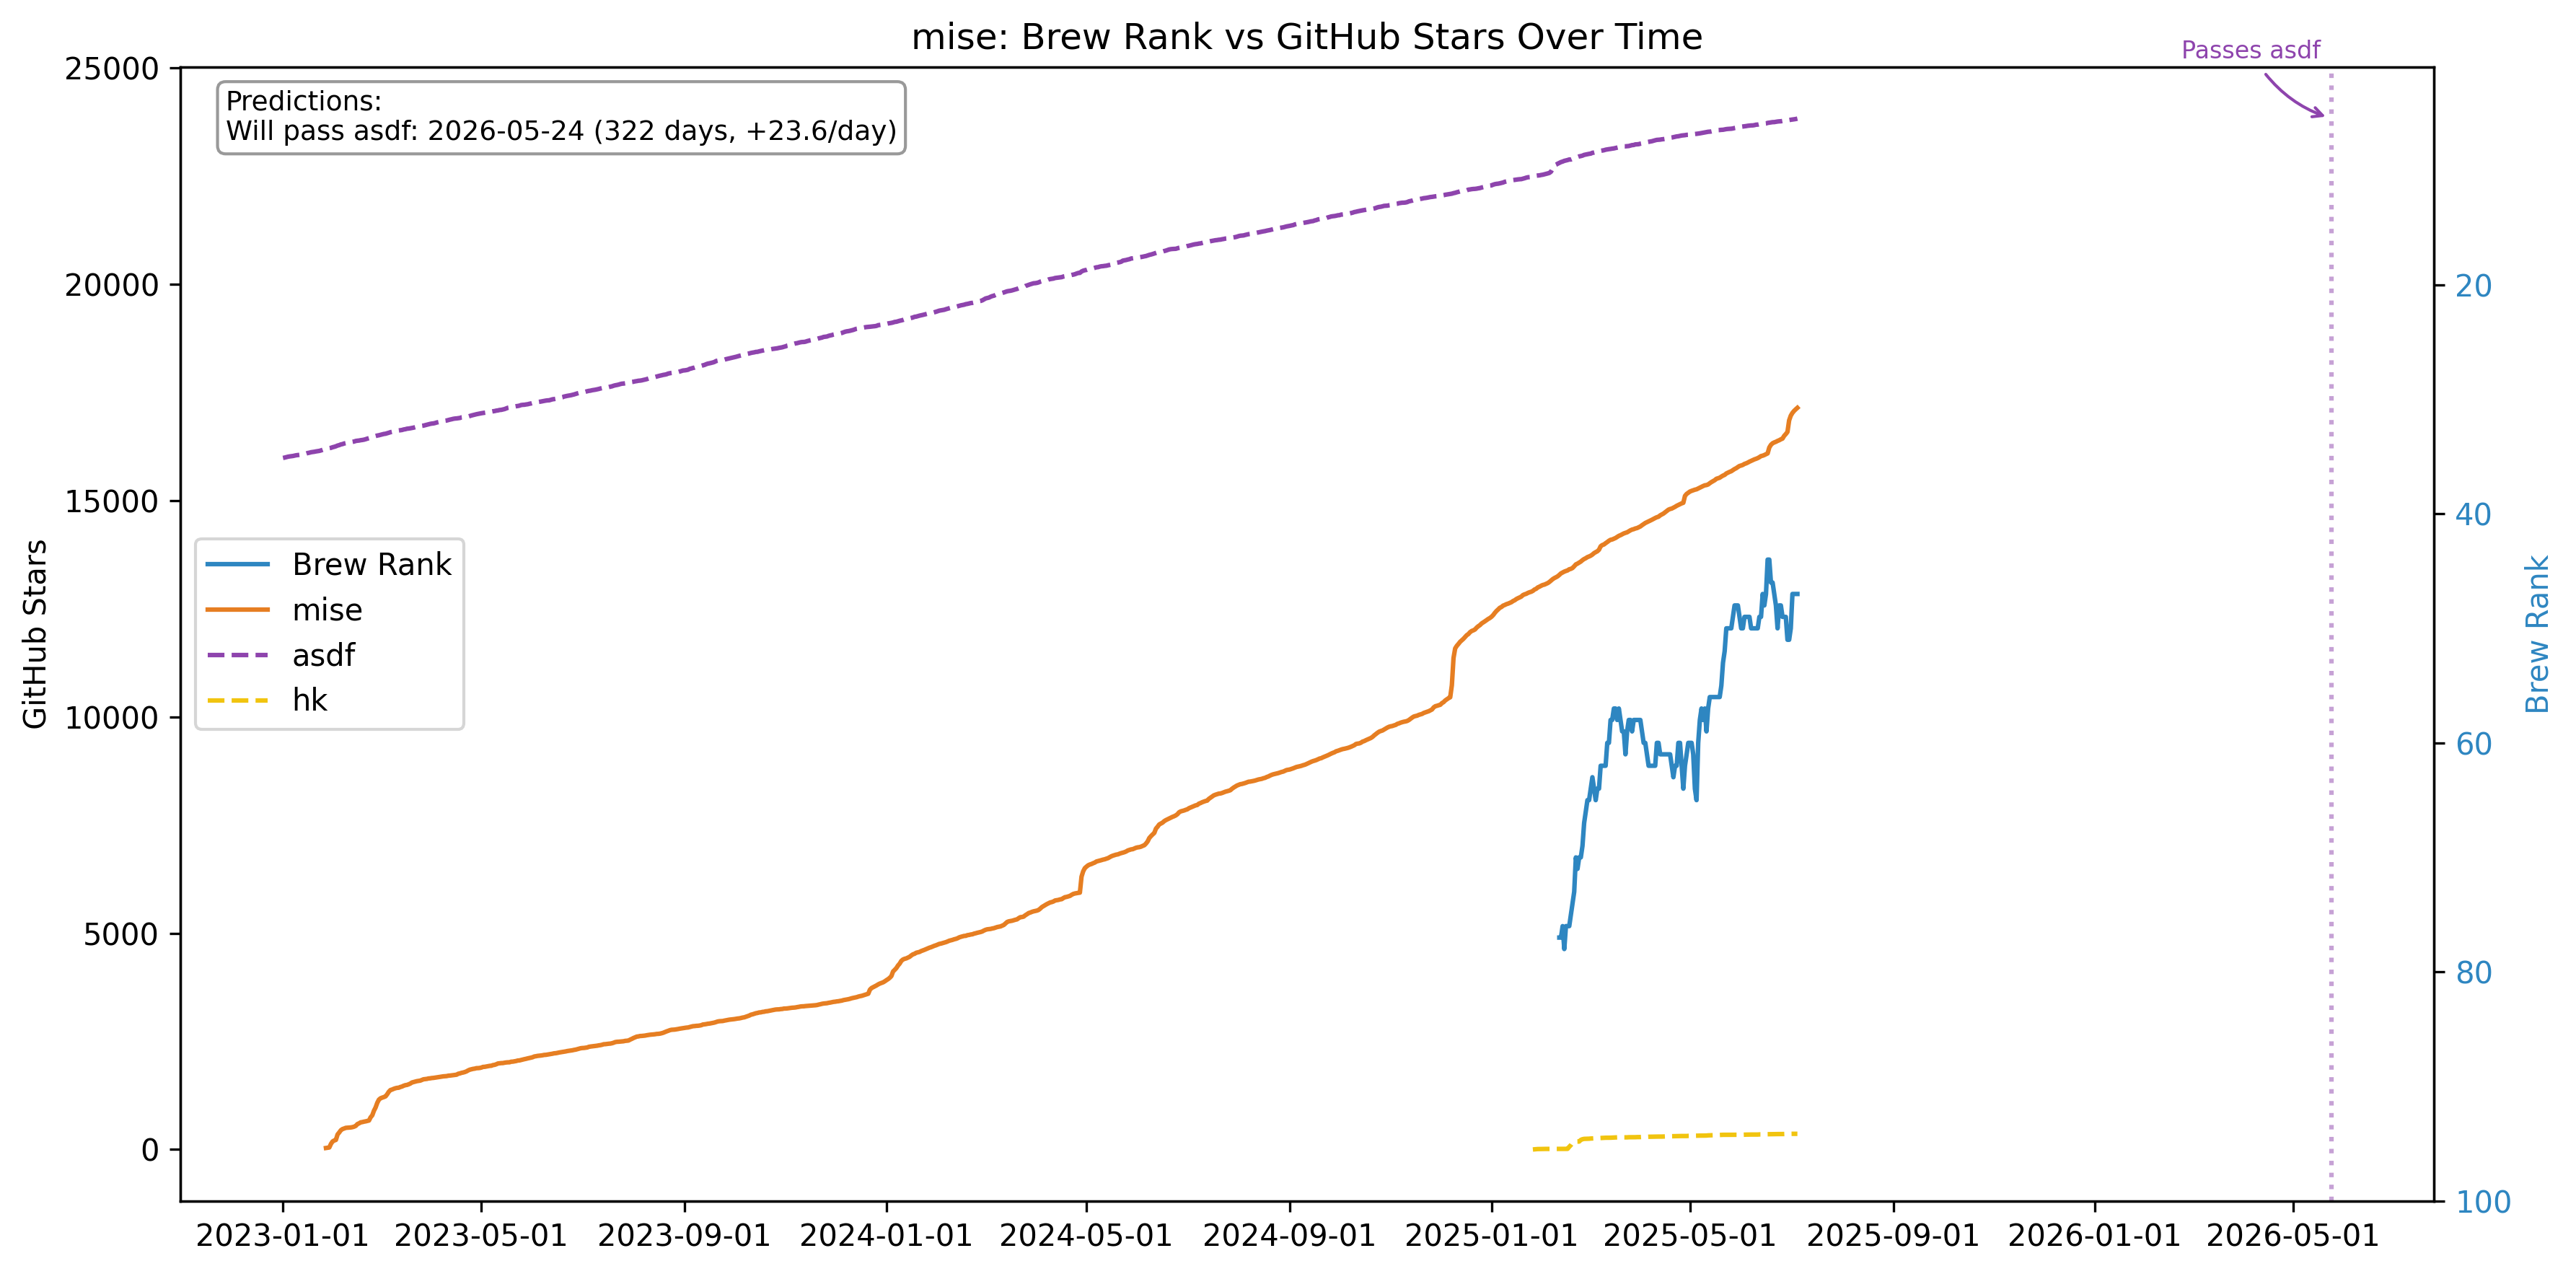 mise: Brew Rank vs GitHub Stars Over Time
Passes asdf
Predictions:
Will pass asdf: 2026-05-24 (322 days, +23.6/day)
25000
20000
15000
10000
5000
0
GitHub Stars
Brew Rank
mise
asdf
hk
20
40
60
80
100
Brew Rank
2023-01-01
2023-05-01
2023-09-01
2024-01-01
2024-05-01
2024-09-01
2025-01-01
2025-05-01
2025-09-01
2026-01-01
2026-05-01